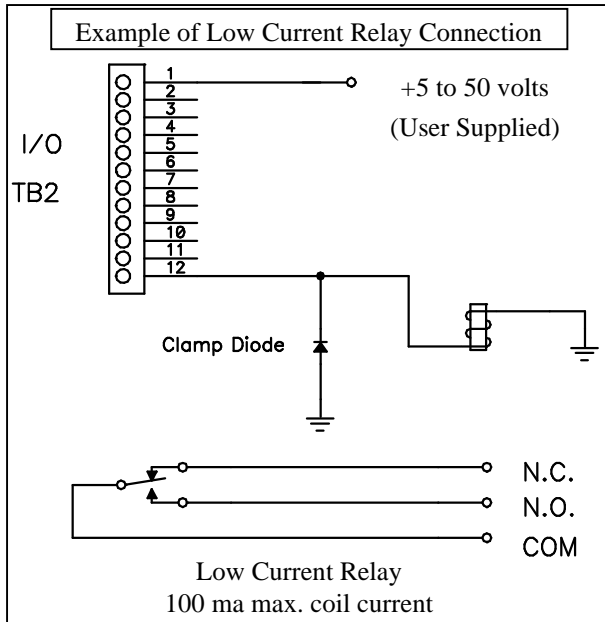 Example of Low Current Relay Connection
1
+5 to 50 volts
2
3
(User Supplied)
4
I/O
5
6
TB2
7
8
9
10
11
12
Clamp Diode
N.C.
N.O.
COM
Low Current Relay
100 ma max. coil current